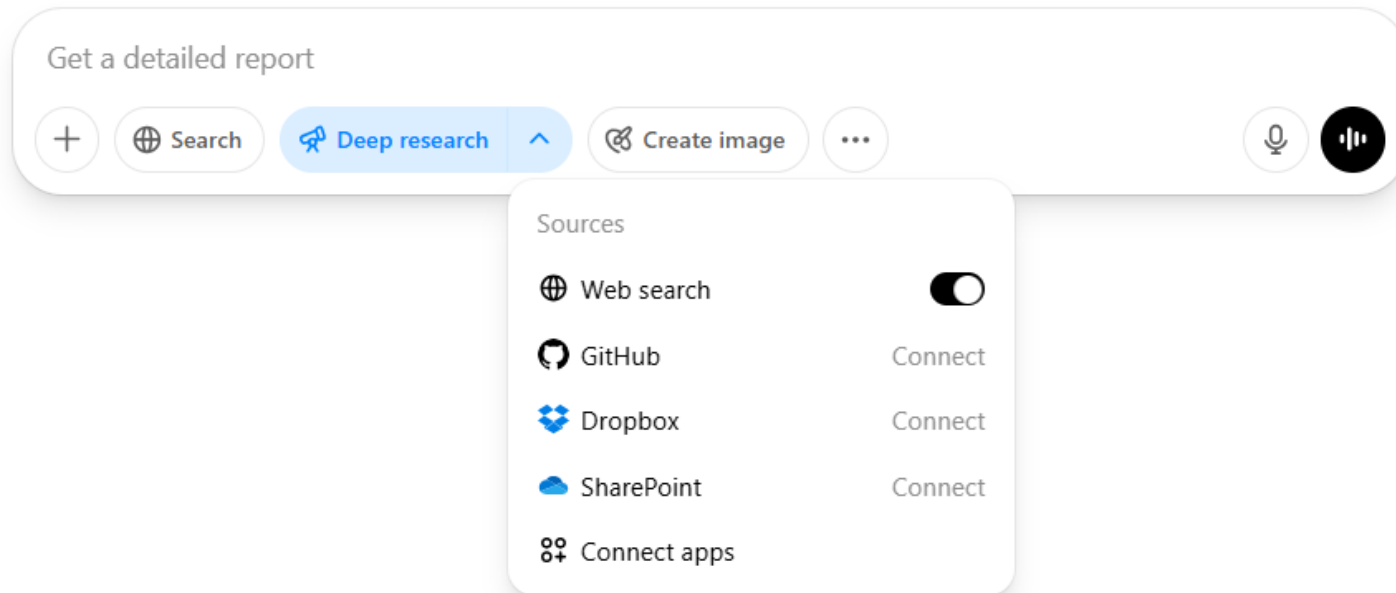 Get a detailed report
Search
Deep research
Create image
Sources
Web search
GitHub
Connect
Dropbox
Connect
SharePoint
Connect
Connect apps